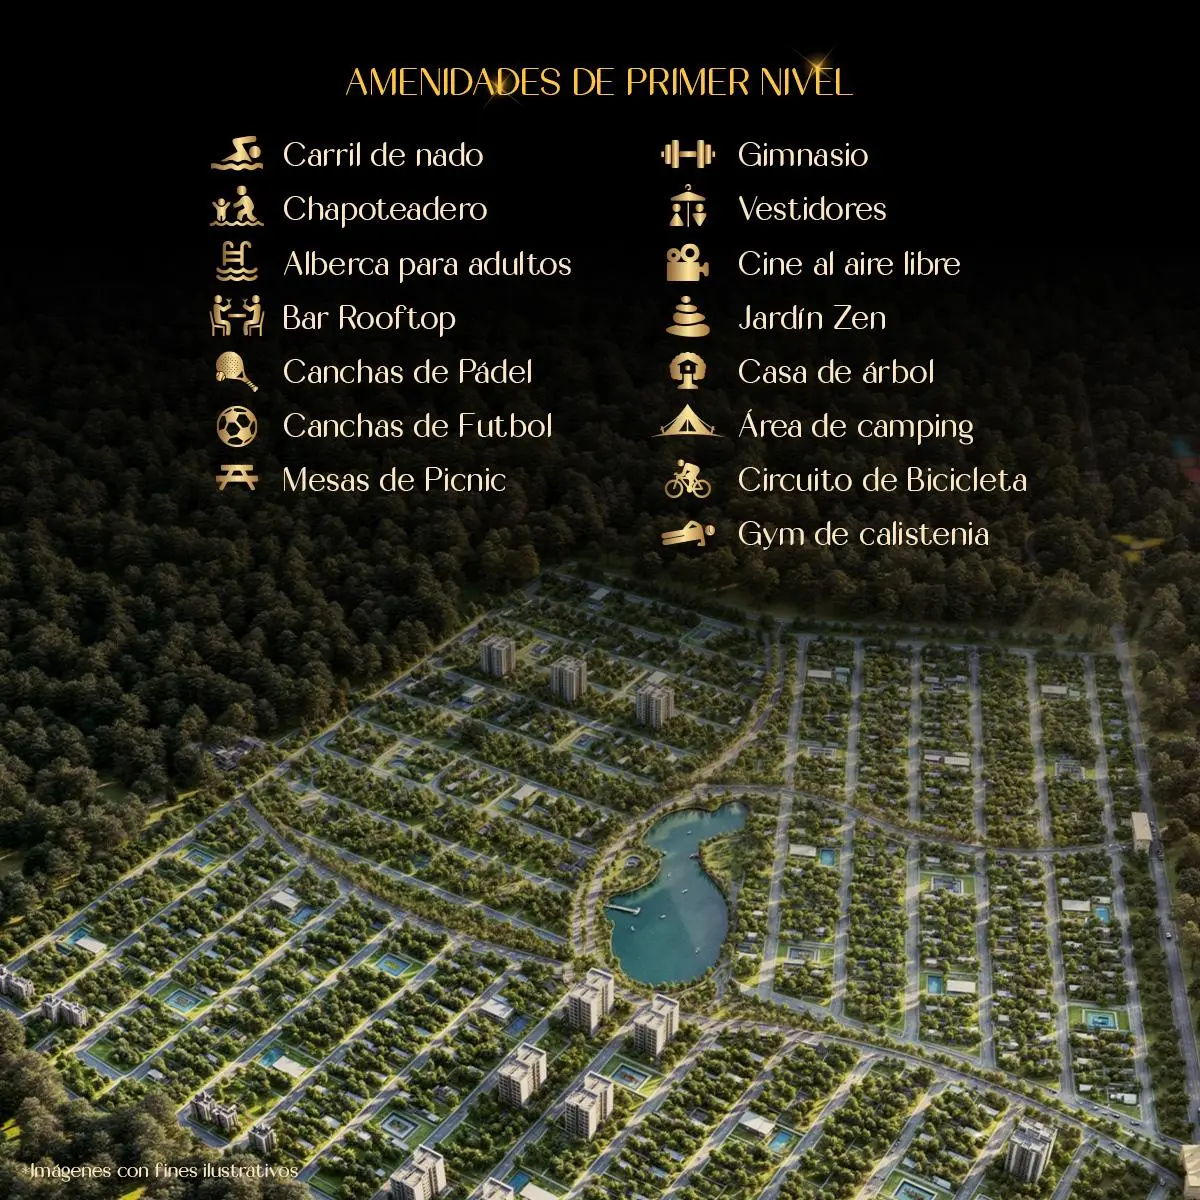 AMENIDADES DE PRIMER NIVEL
Carril de nado
Chapoteadero
Alberca para adultos
Bar Rooftop
Canchas de Pádel
Canchas de Futbol
Mesas de Picnic
Gimnasio
Vestidores
Cine al aire libre
Jardín Zen
Casa de árbol
Área de camping
Circuito de Bicicleta
Gym de calistenia
*Imágenes con fines ilustrativos